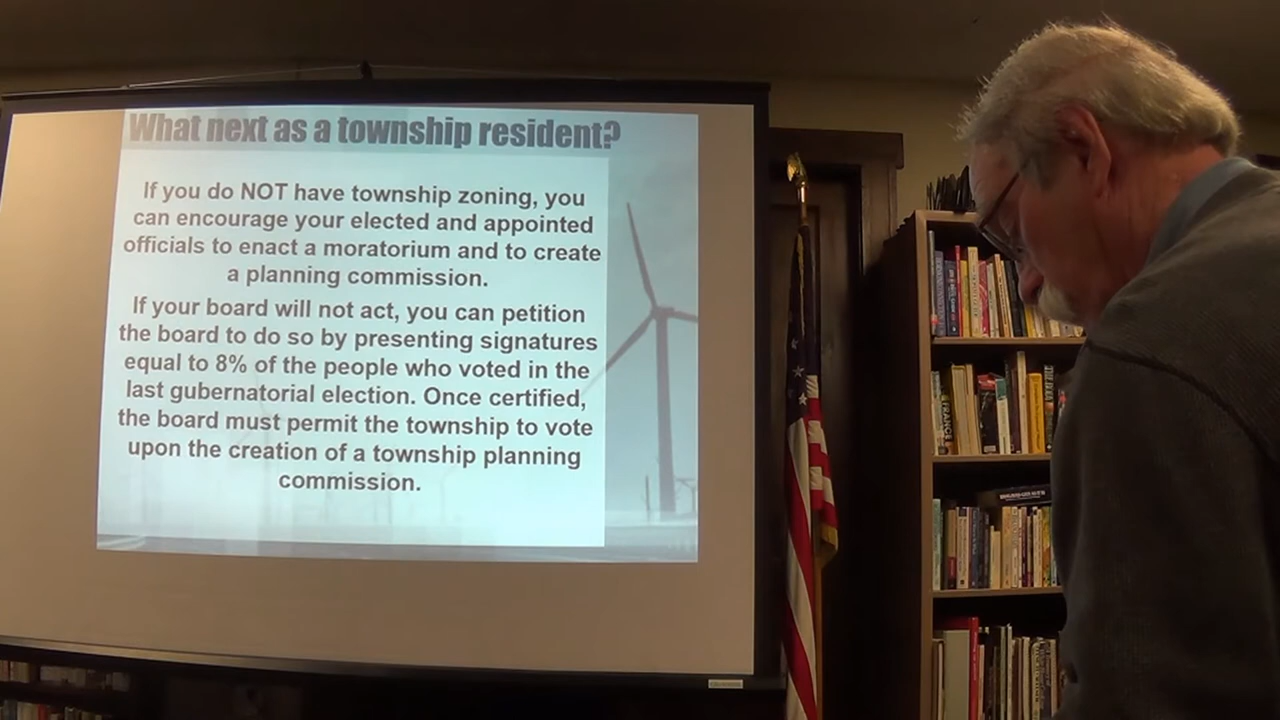 What next as a township resident?
If you do NOT have township zoning, you
can encourage your elected and appointed
officials to enact a moratorium and to create
a planning commission.
If your board will not act, you can petition
the board to do so by presenting signatures
equal to 8% of the people who voted in the
last gubernatorial election. Once certified,
the board must permit the township to vote
upon the creation of a township planning
commission.
FRANCE